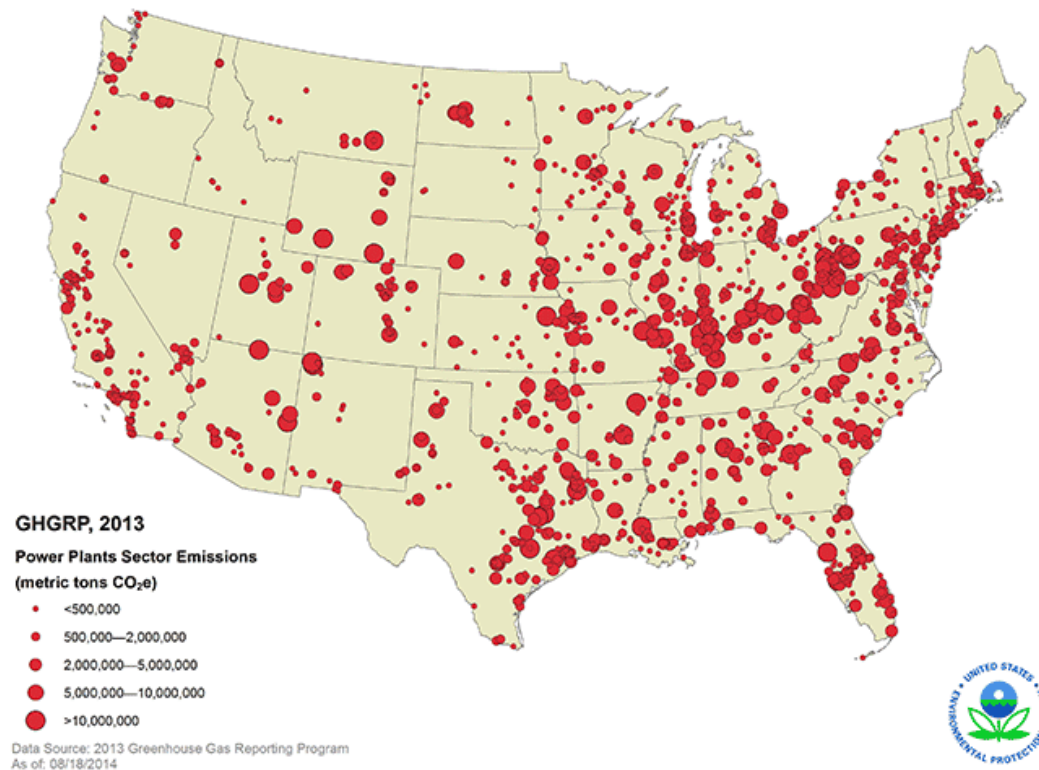 GHGRP, 2013
Power Plants Sector Emissions
(metric tons CO₂e)
<500,000
500,000—2,000,000
2,000,000—5,000,000
5,000,000—10,000,000
>10,000,000
Data Source: 2013 Greenhouse Gas Reporting Program
As of: 08/18/2014
UNITED STATES
ENVIRONMENTAL PROTECTIO